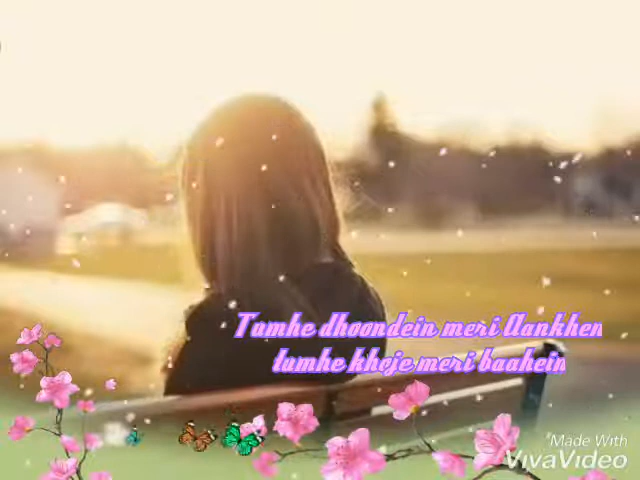 Tumhe dhoondein meri Aankhen
tumhe khoje meri baahein
Made With
VivaVideo